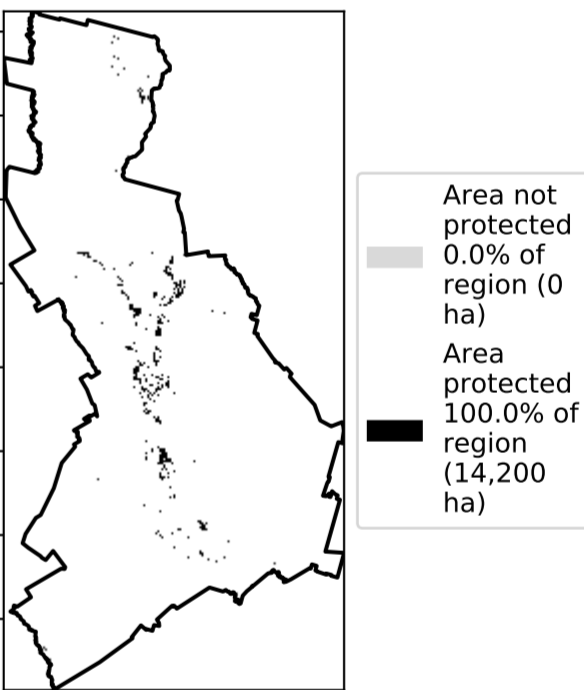 Area not
protected
0.0% of
region (0
ha)
Area
protected
100.0% of
region
(14,200
ha)